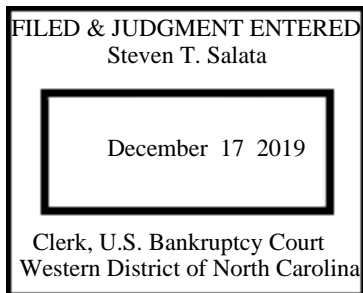 FILED & JUDGMENT ENTERED
Steven T. Salata
December 17 2019
Clerk, U.S. Bankruptcy Court
Western District of North Carolina